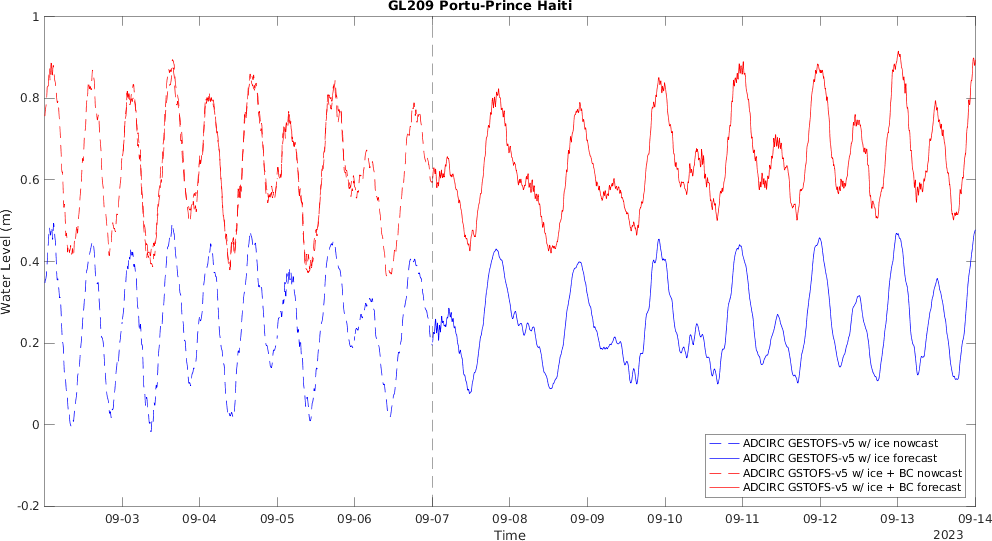 GL209 Portu-Prince Haiti
1
0.8
0.6
0.4
0.2
0
-0.2
Water Level (m)
09-03 09-04 09-05 09-06 09-07 09-08 09-09 09-10 09-11 09-12 09-13 09-14
Time
2023
ADCIRC GESTOFS-v5 w/ ice nowcast
ADCIRC GESTOFS-v5 w/ ice forecast
ADCIRC GSTOFS-v5 w/ ice + BC nowcast
ADCIRC GSTOFS-v5 w/ ice + BC forecast